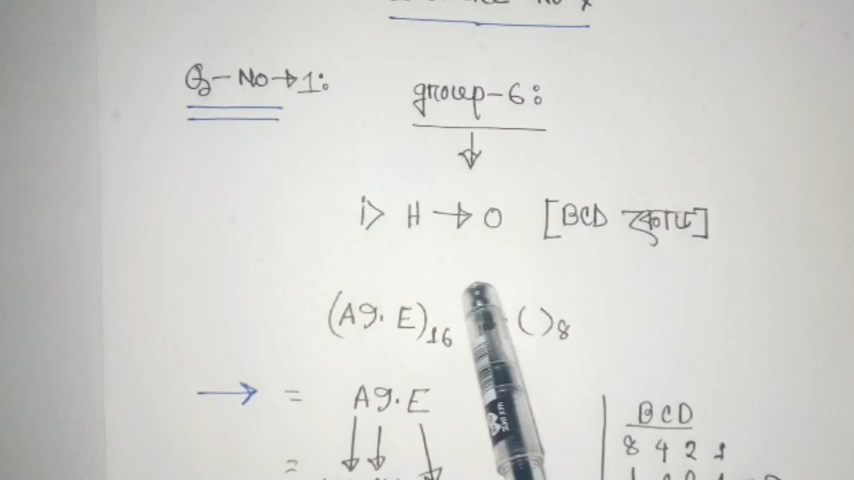 Q-No→1:
group-6:
i> H → O [BCD কোড]
(A9.E)16 ()8
= A9.E
BCD
=
8 4 2 1